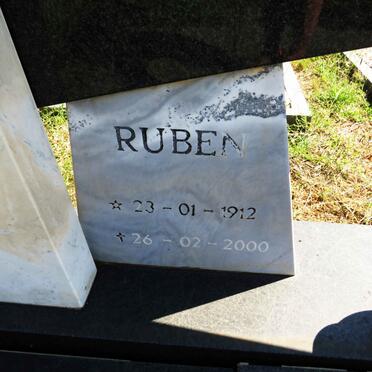 RUBEN
☆ 23 - 01 - 1912
✝ 26 - 02 - 2000